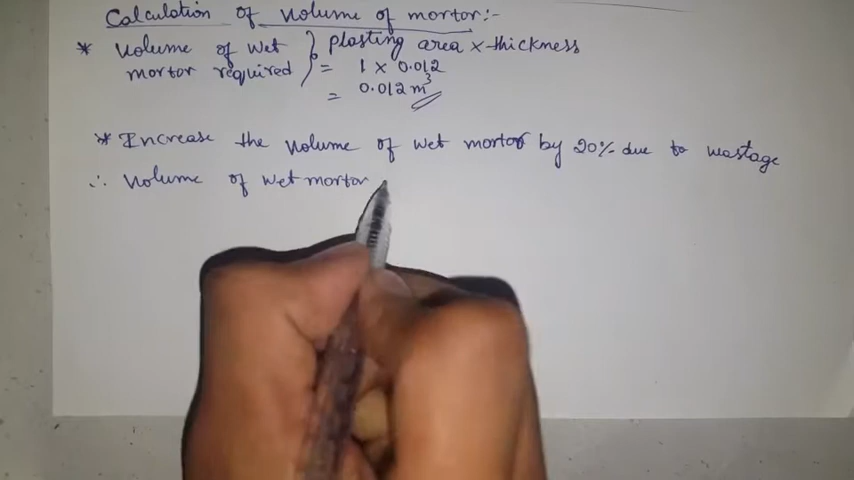 Calculation of Volume of mortor:-
* Volume of Wet mortor required } Plasting area × thickness
= 1 × 0.012
= 0.012 m³
* Increase the Volume of wet mortor by 20% due to wastage
∴ Volume of wet mortor